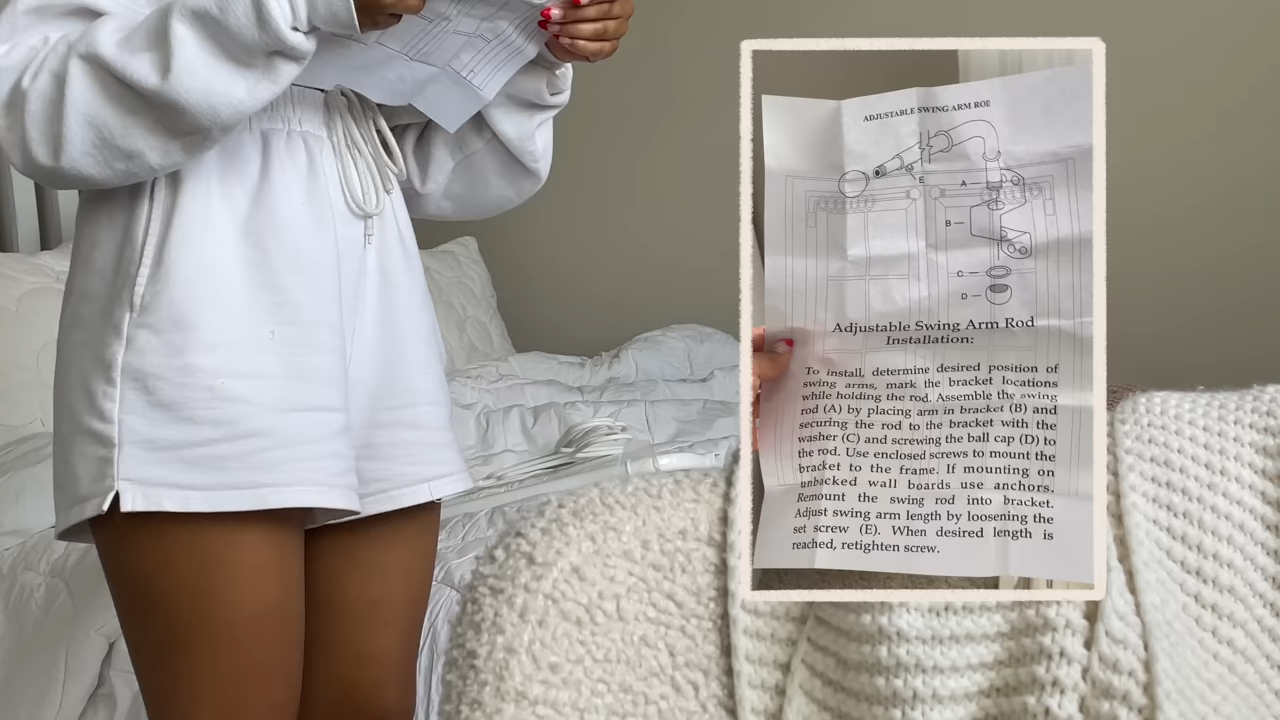 ADJUSTABLE SWING ARM ROD
E
A
B
C
D
Adjustable Swing Arm Rod
Installation:
To install, determine desired position of
swing arms, mark the bracket locations
while holding the rod. Assemble the swing
rod (A) by placing arm in bracket (B) and
securing the rod to the bracket with the
washer (C) and screwing the ball cap (D) to
the rod. Use enclosed screws to mount the
bracket to the frame. If mounting on
unbacked wall boards use anchors.
Remount the swing rod into bracket.
Adjust swing arm length by loosening the
set screw (E). When desired length is
reached, retighten screw.